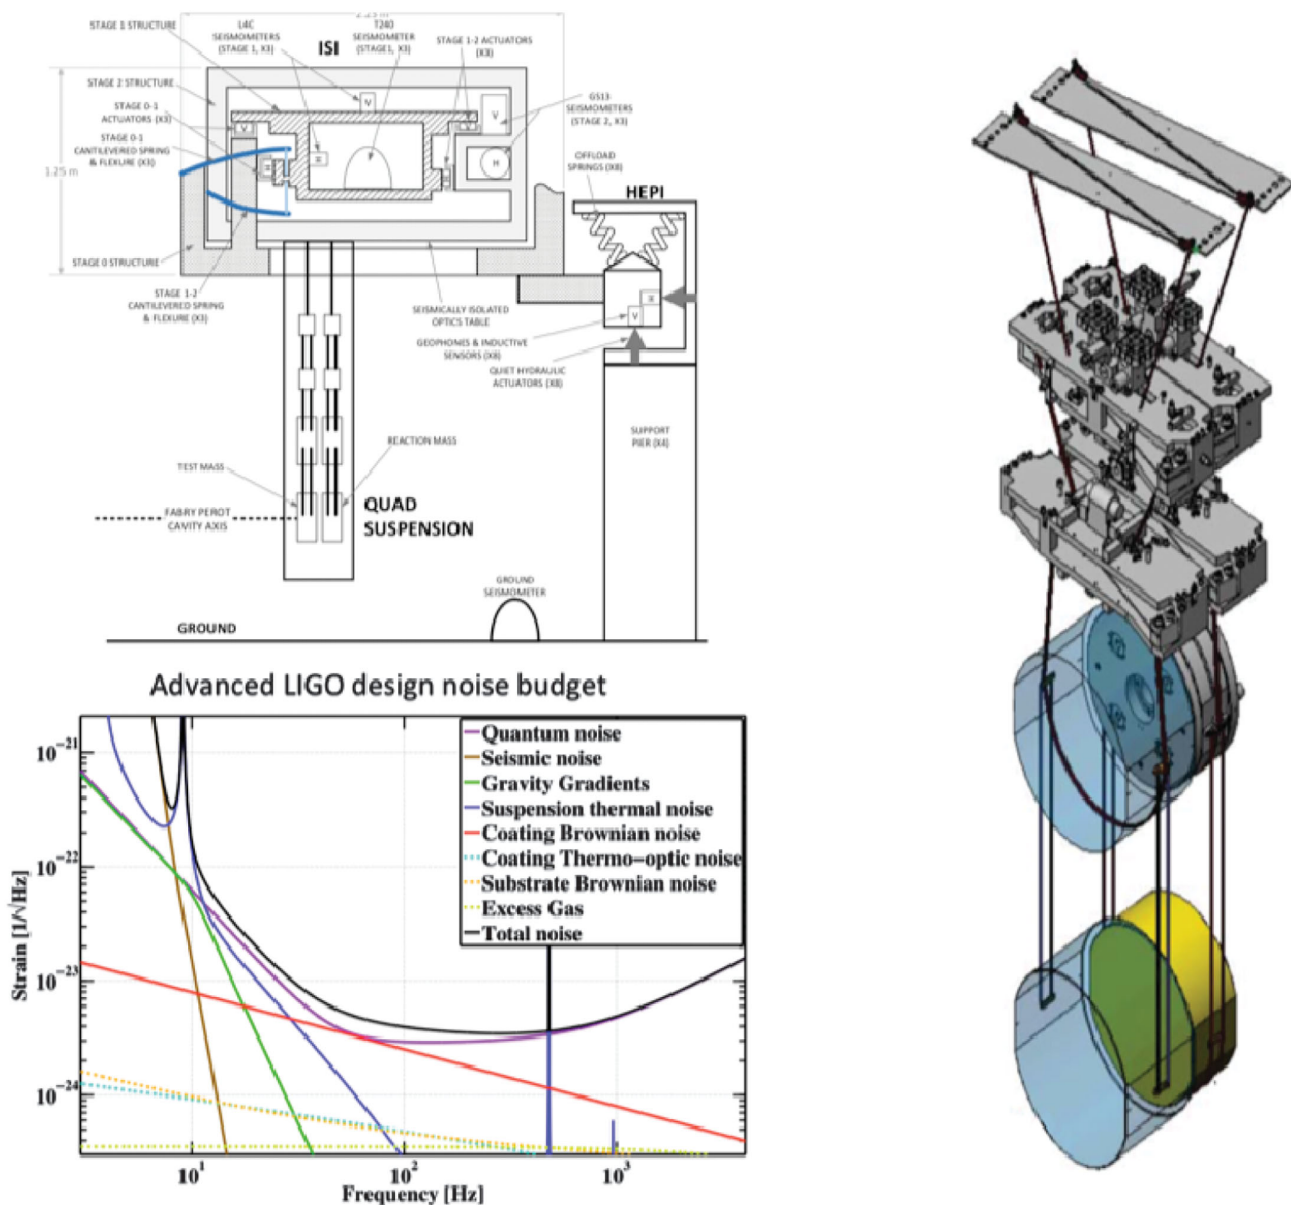 2.25 m
STAGE 1 STRUCTURE
L4C
SEISMOMETERS
(STAGE 1, X3)
ISI
T240
SEISMOMETER
(STAGE1, X3)
STAGE 1-2 ACTUATORS
(X3)
STAGE 2 STRUCTURE
STAGE 0-1
ACTUATORS (X3)
STAGE 0-1
CANTILEVERED SPRING
& FLEXURE (X3)
1.25 m
V
V
V
V
H
H
H
GS13
SEISMOMETERS
(STAGE 2, X3)
OFFLOAD
SPRINGS (X8)
HEPI
STAGE 0 STRUCTURE
STAGE 1-2
CANTILEVERED SPRING
& FLEXURE (X3)
SEISMICALLY ISOLATED
OPTICS TABLE
V
GEOPHONES & INDUCTIVE
SENSORS (X8)
QUIET HYDRAULIC
ACTUATORS (X8)
SUPPORT
PIER (X4)
REACTION MASS
TEST MASS
QUAD
SUSPENSION
FABRY PEROT
CAVITY AXIS
GROUND
SEISMOMETER
GROUND
Advanced LIGO design noise budget
Quantum noise
Seismic noise
Gravity Gradients
Suspension thermal noise
Coating Brownian noise
Coating Thermo-optic noise
Substrate Brownian noise
Excess Gas
Total noise
10⁻²¹
10⁻²²
10⁻²³
10⁻²⁴
Strain [1/√Hz]
10¹
10²
10³
Frequency [Hz]